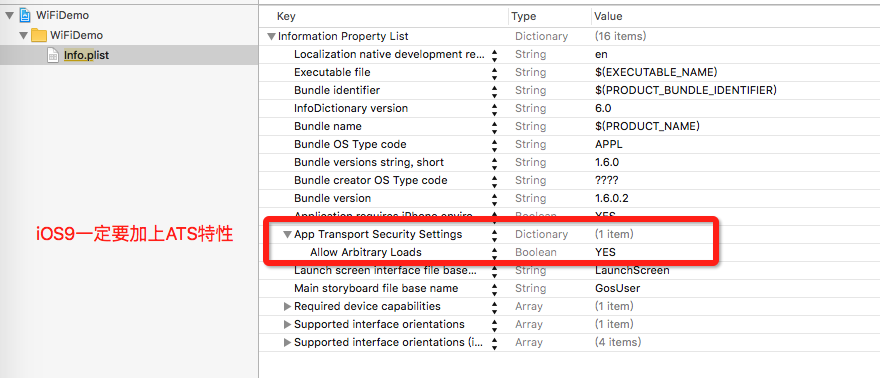 WiFiDemo
WiFiDemo
Info.plist
iOS9一定要加上ATS特性
Key Type Value
Information Property List Dictionary (16 items)
Localization native development re... String en
Executable file String $(EXECUTABLE_NAME)
Bundle identifier String $(PRODUCT_BUNDLE_IDENTIFIER)
InfoDictionary version String 6.0
Bundle name String $(PRODUCT_NAME)
Bundle OS Type code String APPL
Bundle versions string, short String 1.6.0
Bundle creator OS Type code String ????
Bundle version String 1.6.0.2
Application requires iPhone enviro... Boolean YES
App Transport Security Settings Dictionary (1 item)
Allow Arbitrary Loads Boolean YES
Launch screen interface file base... String LaunchScreen
Main storyboard file base name String GosUser
Required device capabilities Array (1 item)
Supported interface orientations Array (1 item)
Supported interface orientations (i... Array (4 items)